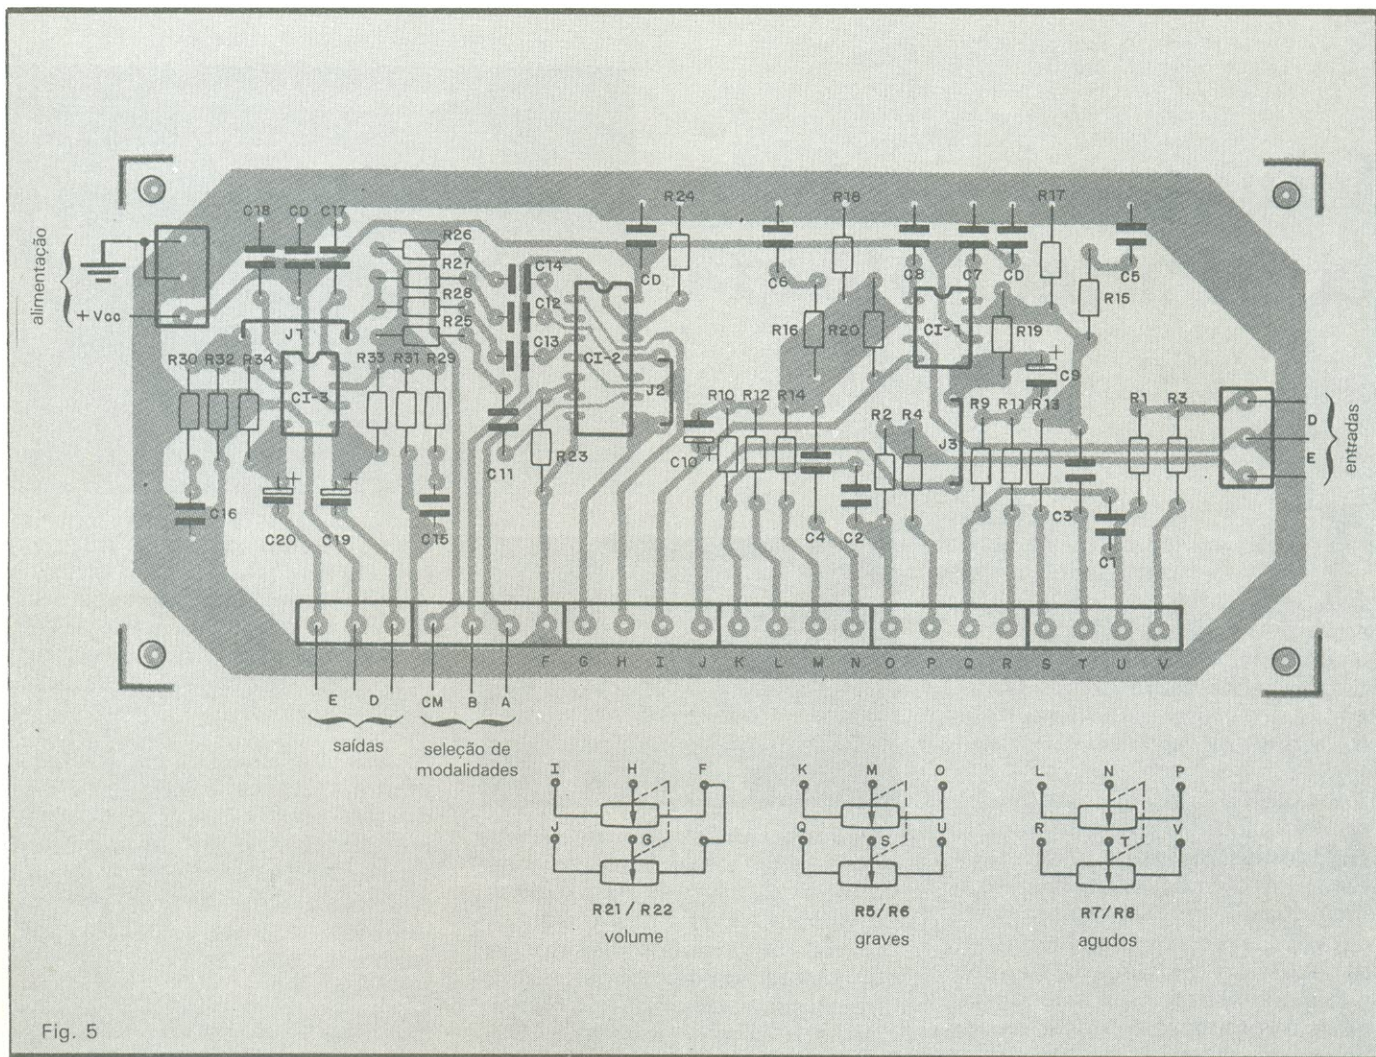 C18 CD C17 R24 R18 R17
R26
R27
C14
CD
C6
C8
C7
CD
C5
alimentação
+Vcc
R28
C12
R15
J1
R25
C13
CI-2
R16
R20
CI-1
R19
R30 R32 R34
R33 R31 R29
C9
CI-3
J2
R10 R12 R14
R2 R4
R9 R11 R13
R1 R3
D
E
entradas
J3
C11
R23
C10
+
C16
+
+
+
C20 C19 C15
C4 C2
C3
C1
F G H I J K L M N O P Q R S T U V
E D
CM B A
saídas
seleção de
modalidades
I H F
K M O
L N P
J G
Q S U
R T V
R21/R22
R5/R6
R7/R8
volume
graves
agudos
Fig. 5